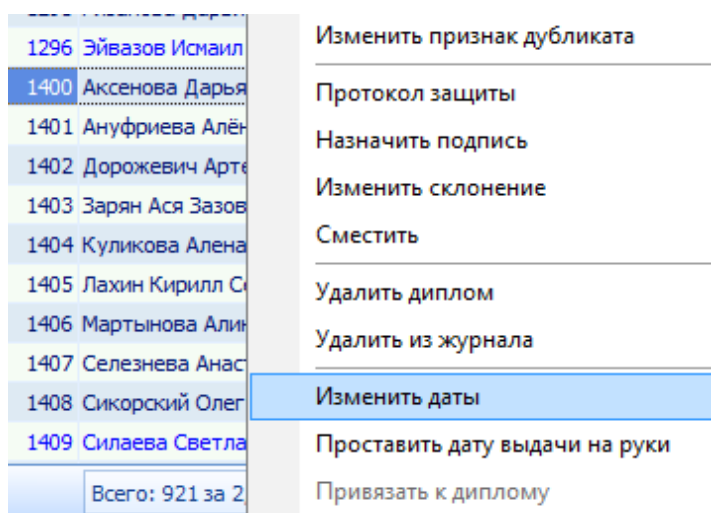 1296 Эйвазов Исмаил
1400 Аксенова Дарья
1401 Ануфриева Алён
1402 Дорожевич Арте
1403 Зарян Ася Зазов
1404 Куликова Алена
1405 Лахин Кирилл
1406 Мартынова Алин
1407 Селезнева Анаст
1408 Сикорский Олег
1409 Силаева Светла
Всего: 921 за 2
Изменить признак дубликата
Протокол защиты
Назначить подпись
Изменить склонение
Сместить
Удалить диплом
Удалить из журнала
Изменить даты
Проставить дату выдачи на руки
Привязать к диплому